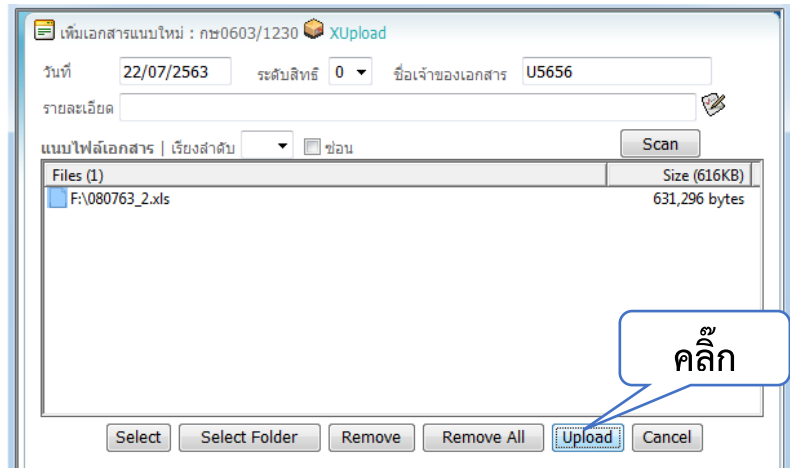 เพิ่มเอกสารแนบใหม่ : กษ0603/1230 XUpload
วันที่ 22/07/2563 ระดับสิทธิ์ 0 ชื่อเจ้าของเอกสาร U5656
รายละเอียด
แนบไฟล์เอกสาร | เรียงลำดับ ซ่อน Scan
Files (1) Size (616KB)
F:\080763_2.xls 631,296 bytes
คลิ๊ก
Select Select Folder Remove Remove All Upload Cancel